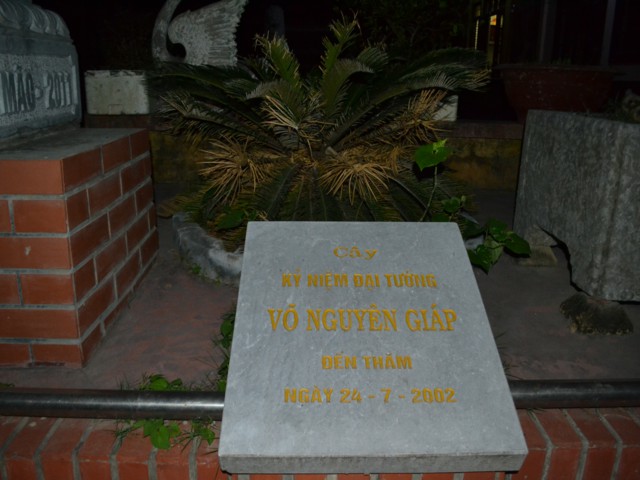 MÃO - 2011
Cây
KỶ NIỆM ĐẠI TƯỚNG
VÕ NGUYÊN GIÁP
ĐẾN THĂM
NGÀY 24 - 7 - 2002